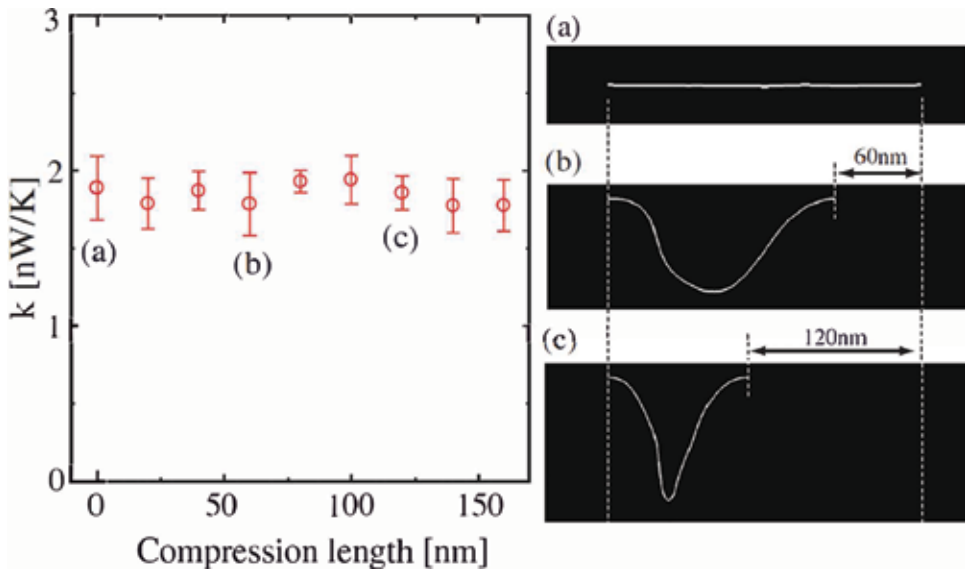 3
2
1
0
k [nW/K]
(a)
(b)
(c)
0
50
100
150
Compression length [nm]
(a)
(b)
60nm
(c)
120nm